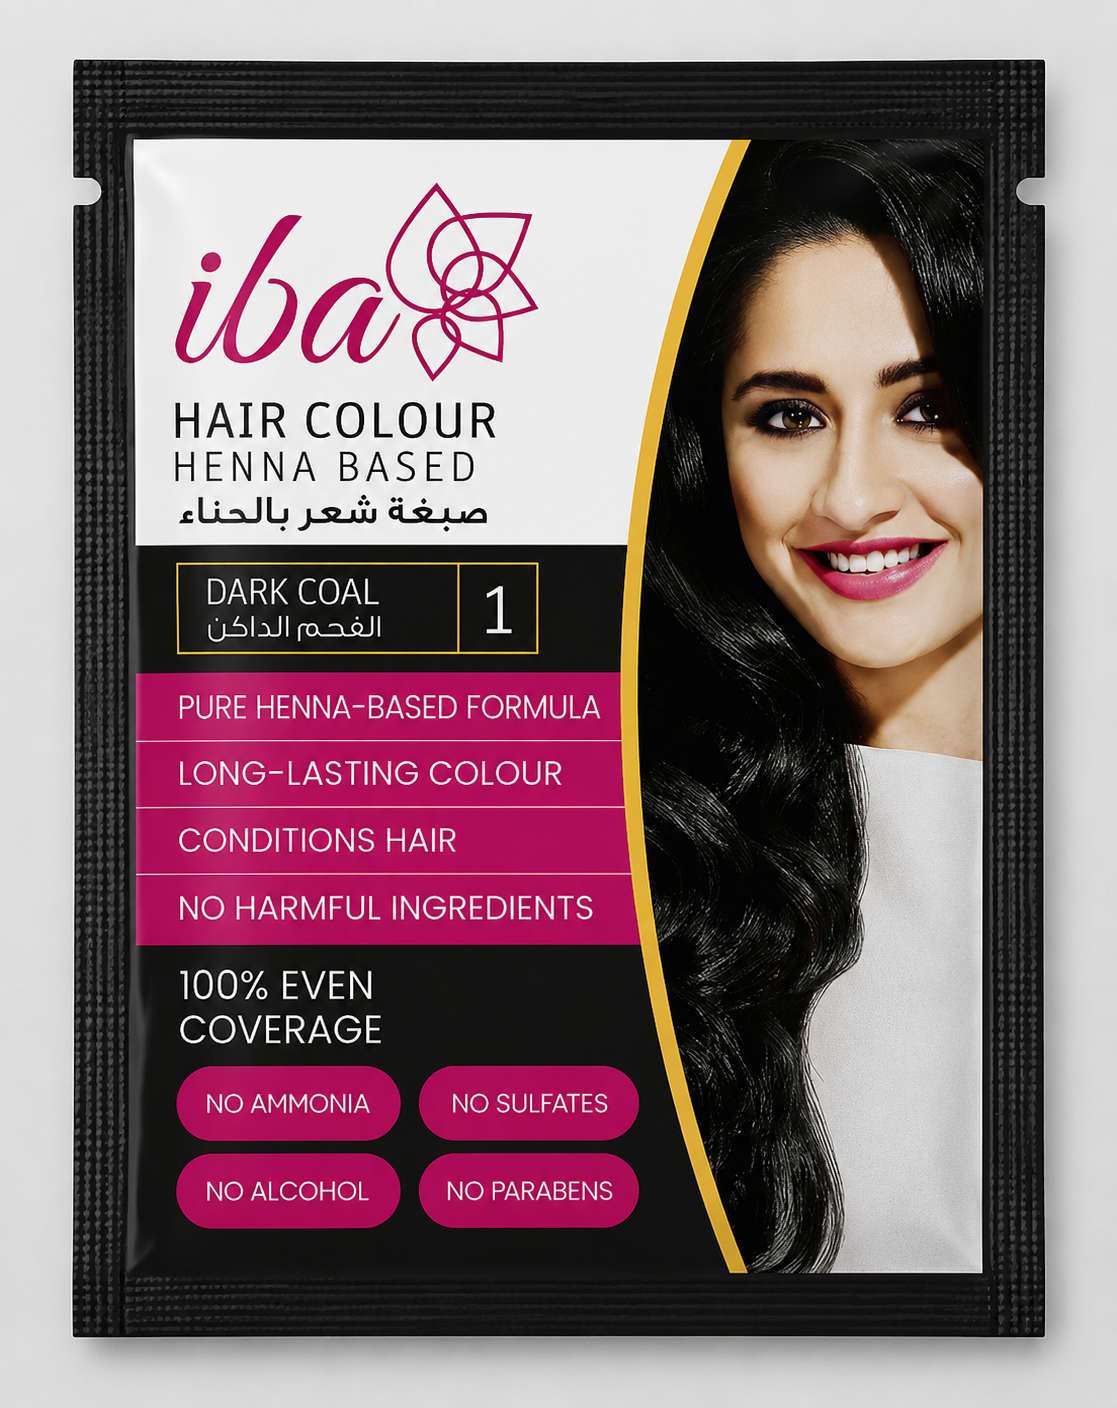 iba
HAIR COLOUR
HENNA BASED
صبغة شعر بالحناء
DARK COAL
الفحم الداكن
1
PURE HENNA-BASED FORMULA
LONG-LASTING COLOUR
CONDITIONS HAIR
NO HARMFUL INGREDIENTS
100% EVEN
COVERAGE
NO AMMONIA
NO SULFATES
NO ALCOHOL
NO PARABENS